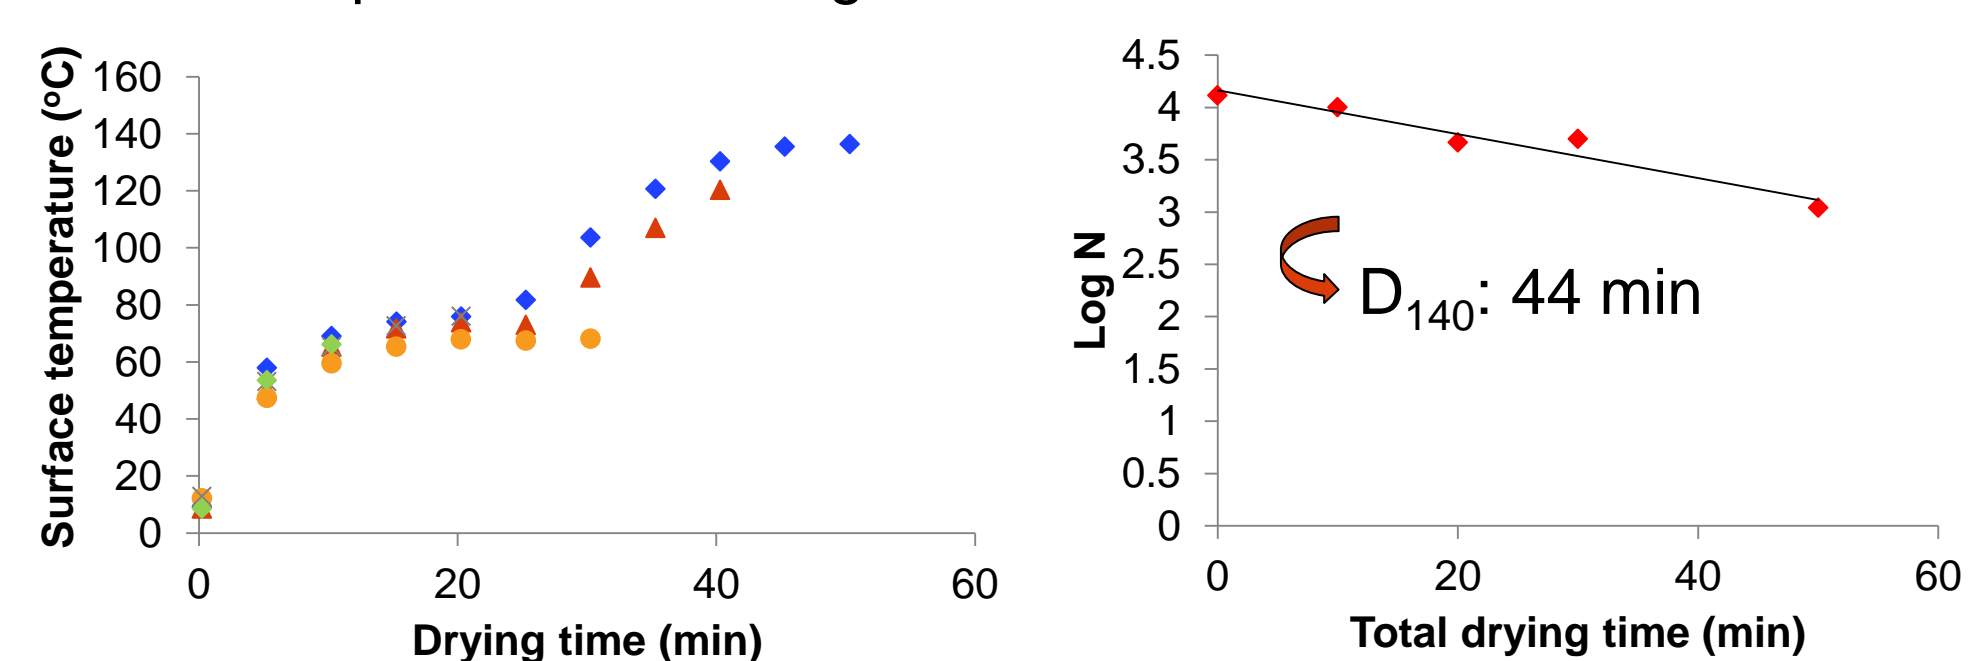 Surface temperature (ºC)
160
140
120
100
80
60
40
20
0
0 20 40 60
Drying time (min)
Log N
4.5
4
3.5
3
2.5
2
1.5
1
0.5
0
D140: 44 min
0 20 40 60
Total drying time (min)